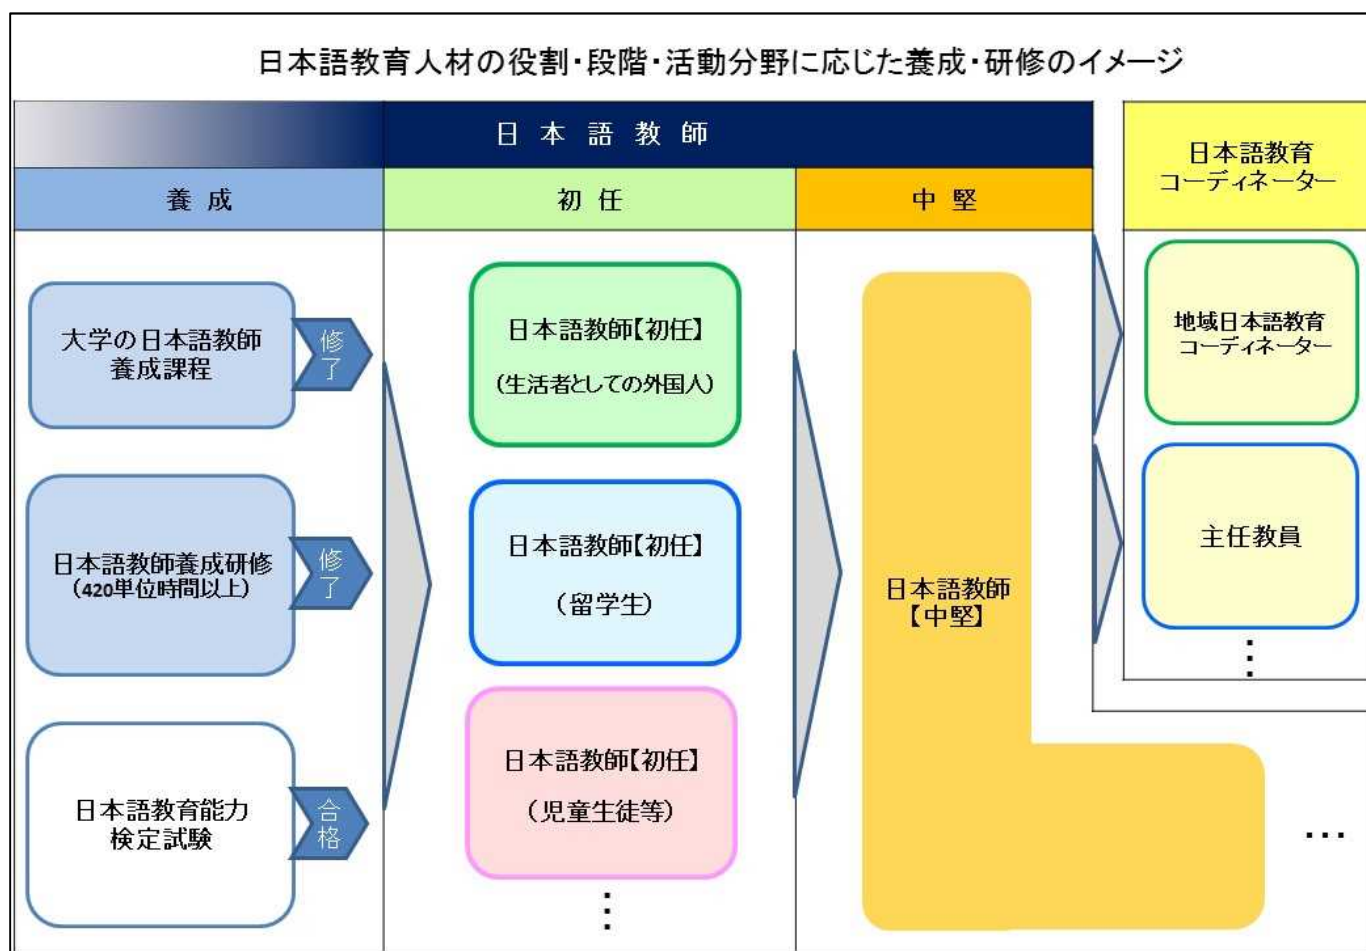 日本語教育人材の役割・段階・活動分野に応じた養成・研修のイメージ
日本語教師
養成
初任
中堅
日本語教育
コーディネーター
大学の日本語教師
養成課程
修了
日本語教師養成研修
(420単位時間以上)
修了
日本語教育能力
検定試験
合格
日本語教師【初任】
(生活者としての外国人)
日本語教師【初任】
(留学生)
日本語教師【初任】
(児童生徒等)
⋮
日本語教師
【中堅】
地域日本語教育
コーディネーター
主任教員
⋮
…